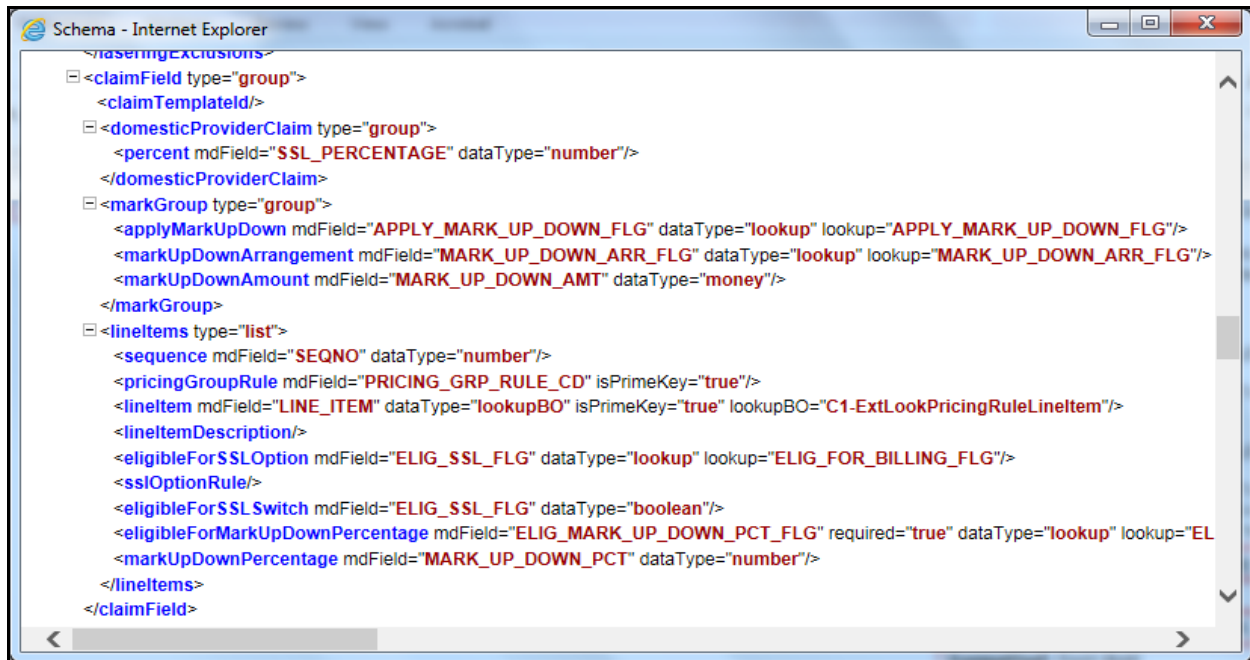 Schema - Internet Explorer
</laseringExclusions>
<claimField type="group">
<claimTemplateId/>
<domesticProviderClaim type="group">
<percent mdField="SSL_PERCENTAGE" dataType="number"/>
</domesticProviderClaim>
<markGroup type="group">
<applyMarkUpDown mdField="APPLY_MARK_UP_DOWN_FLG" dataType="lookup" lookup="APPLY_MARK_UP_DOWN_FLG"/>
<markUpDownArrangement mdField="MARK_UP_DOWN_ARR_FLG" dataType="lookup" lookup="MARK_UP_DOWN_ARR_FLG"/>
<markUpDownAmount mdField="MARK_UP_DOWN_AMT" dataType="money"/>
</markGroup>
<lineItems type="list">
<sequence mdField="SEQNO" dataType="number"/>
<pricingGroupRule mdField="PRICING_GRP_RULE_CD" isPrimeKey="true"/>
<lineItem mdField="LINE_ITEM" dataType="lookupBO" isPrimeKey="true" lookupBO="C1-ExtLookPricingRuleLineItem"/>
<lineItemDescription/>
<eligibleForSSLOption mdField="ELIG_SSL_FLG" dataType="lookup" lookup="ELIG_FOR_BILLING_FLG"/>
<sslOptionRule/>
<eligibleForSSLSwitch mdField="ELIG_SSL_FLG" dataType="boolean"/>
<eligibleForMarkUpDownPercentage mdField="ELIG_MARK_UP_DOWN_PCT_FLG" required="true" dataType="lookup" lookup="EL
<markUpDownPercentage mdField="MARK_UP_DOWN_PCT" dataType="number"/>
</lineItems>
</claimField>